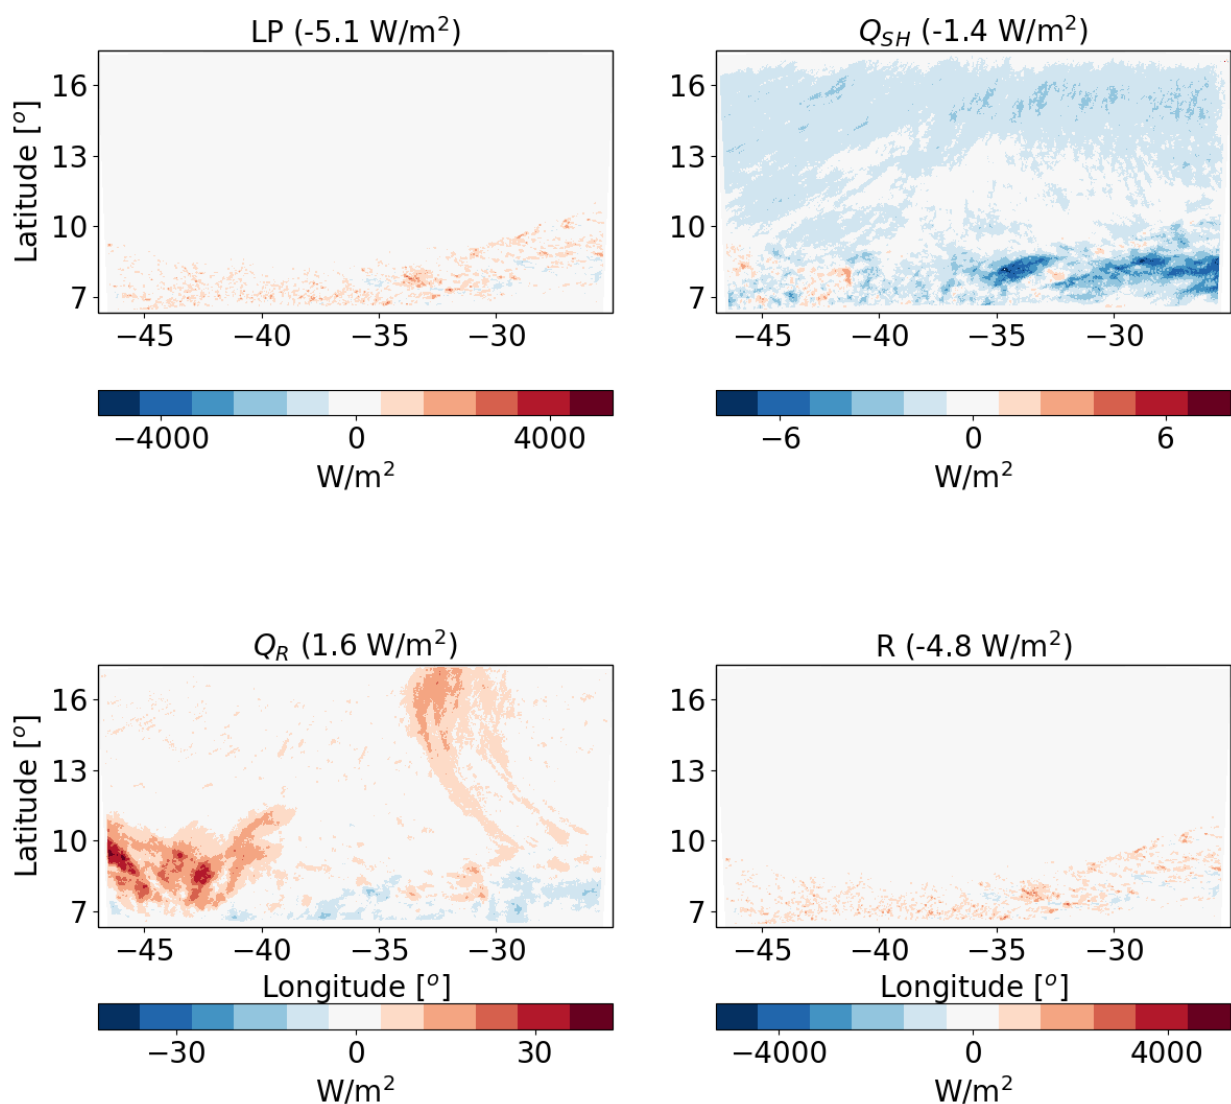 LP (-5.1 W/m²)
Q_SH (-1.4 W/m²)
Latitude [°]
16
13
10
7
−45 −40 −35 −30
16
13
10
7
−45 −40 −35 −30
−4000 0 4000
W/m²
−6 0 6
W/m²
Q_R (1.6 W/m²)
R (-4.8 W/m²)
Latitude [°]
16
13
10
7
−45 −40 −35 −30
Longitude [°]
16
13
10
7
−45 −40 −35 −30
Longitude [°]
−30 0 30
W/m²
−4000 0 4000
W/m²